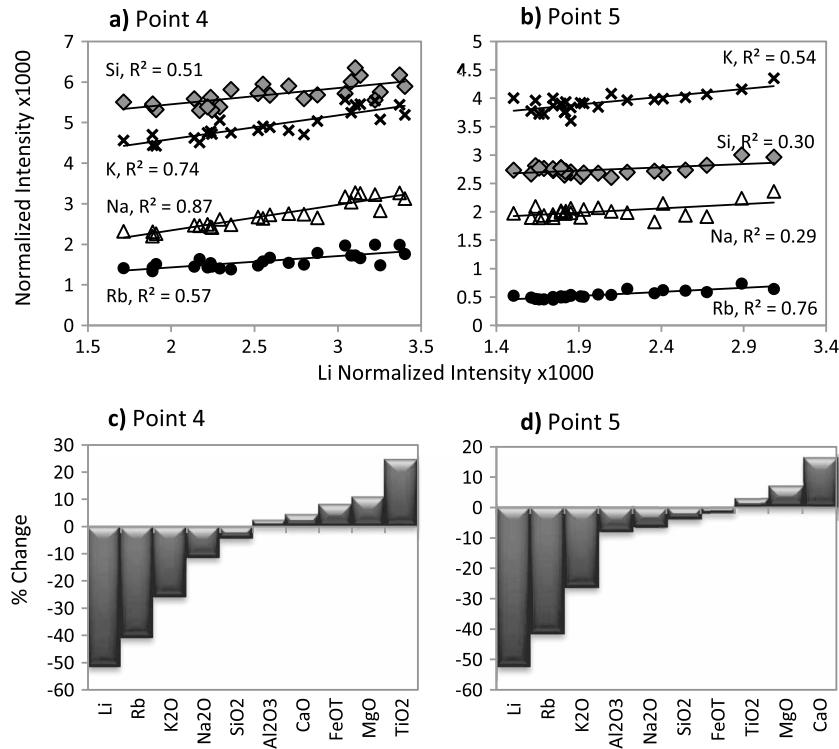 a) Point 4
b) Point 5
Normalized Intensity x1000
7
6
5
4
3
2
1
0
Si, R² = 0.51
K, R² = 0.74
Na, R² = 0.87
Rb, R² = 0.57
1.5
2
2.5
3
3.5
5
4.5
4
3.5
3
2.5
2
1.5
1
0.5
0
K, R² = 0.54
Si, R² = 0.30
Na, R² = 0.29
Rb, R² = 0.76
1.4
1.9
2.4
2.9
3.4
Li Normalized Intensity x1000
c) Point 4
d) Point 5
% Change
30
20
10
0
-10
-20
-30
-40
-50
-60
Li
Rb
K2O
Na2O
SiO2
Al2O3
CaO
FeOT
MgO
TiO2
20
10
0
-10
-20
-30
-40
-50
-60
Li
Rb
K2O
Al2O3
Na2O
SiO2
FeOT
TiO2
MgO
CaO